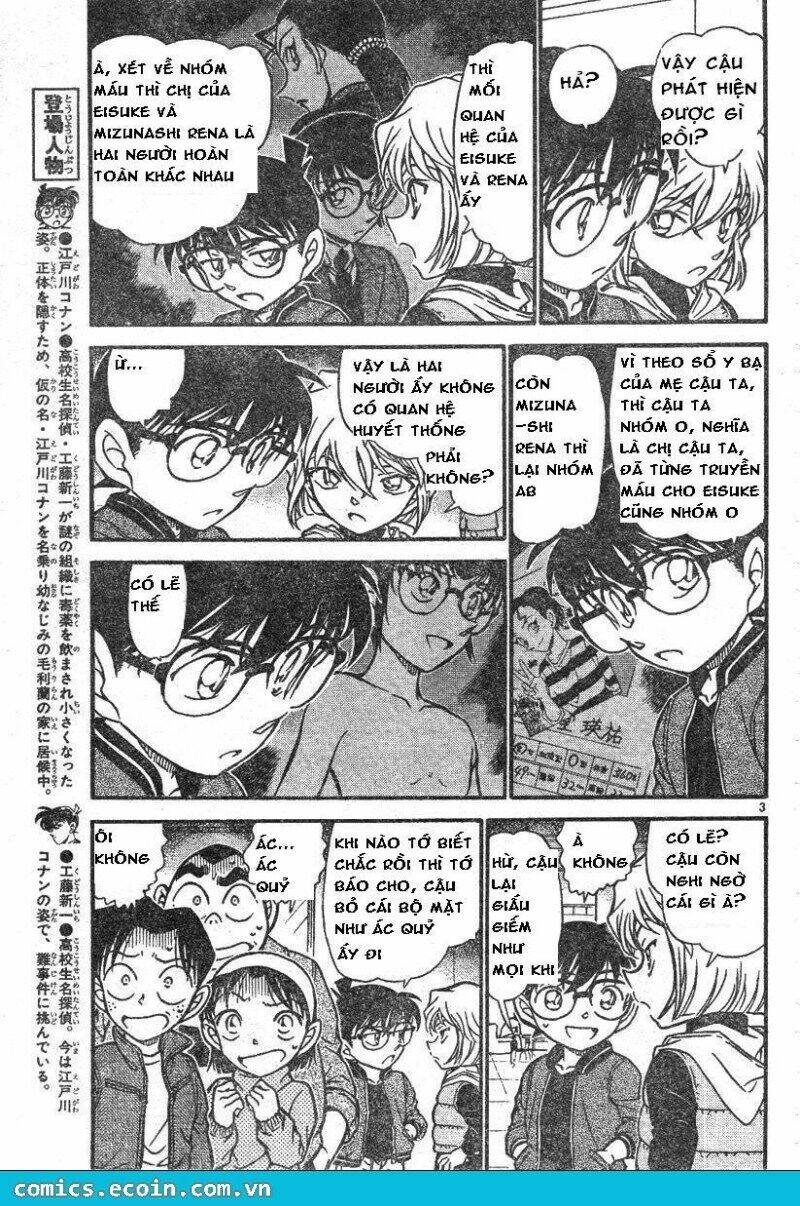 VẬY CẬU
PHÁT HIỆN
ĐƯỢC GÌ
RỒI?
HẢ?
THÌ
MỐI
QUAN
HỆ CỦA
EISUKE
VÀ RENA
ẤY
À, XÉT VỀ NHÓM
MÁU THÌ CHỊ CỦA
EISUKE VÀ
MIZUNASHI RENA LÀ
HAI NGƯỜI HOÀN
TOÀN KHÁC NHAU
VÌ THEO SỔ Y BẠ
CỦA MẸ CẬU TA,
THÌ CẬU TA
NHÓM O, NGHĨA
LÀ CHỊ CẬU TA,
ĐÃ TỪNG TRUYỀN
MÁU CHO EISUKE
CŨNG NHÓM O
CÒN
MIZUNA
-SHI
RENA THÌ
LẠI NHÓM
AB
瑛祐
VẬY LÀ HAI
NGƯỜI ẤY KHÔNG
CÓ QUAN HỆ
HUYẾT THỐNG
PHẢI
KHÔNG?
Ừ...
CÓ LẼ
THẾ
3
CÓ LẼ?
CẬU CÒN
NGHI NGỜ
CÁI GÌ À?
À
KHÔNG
HỪ, CẬU
LẠI
GIẤU
GIẾM
NHƯ
MỌI KHI
KHI NÀO TỚ BIẾT
CHẮC RỒI THÌ TỚ
BÁO CHO, CẬU
BỎ CÁI BỘ MẶT
NHƯ ÁC QUỶ
ẤY ĐI
ÁC...
ÁC
QUỶ
ÔI
KHÔNG
登場人物
とうじょうじんぶつ
●江戸川コナン●高校生名探偵・工藤新一が謎の組織に毒薬を飲まされ小さくなった
姿。正体を隠すため、仮の名・江戸川コナンを名乗り幼なじみの毛利蘭の家に居候中。
●工藤新一●高校生名探偵。今は江戸川
コナンの姿で、難事件に挑んでいる。
comics.ecoin.com.vn